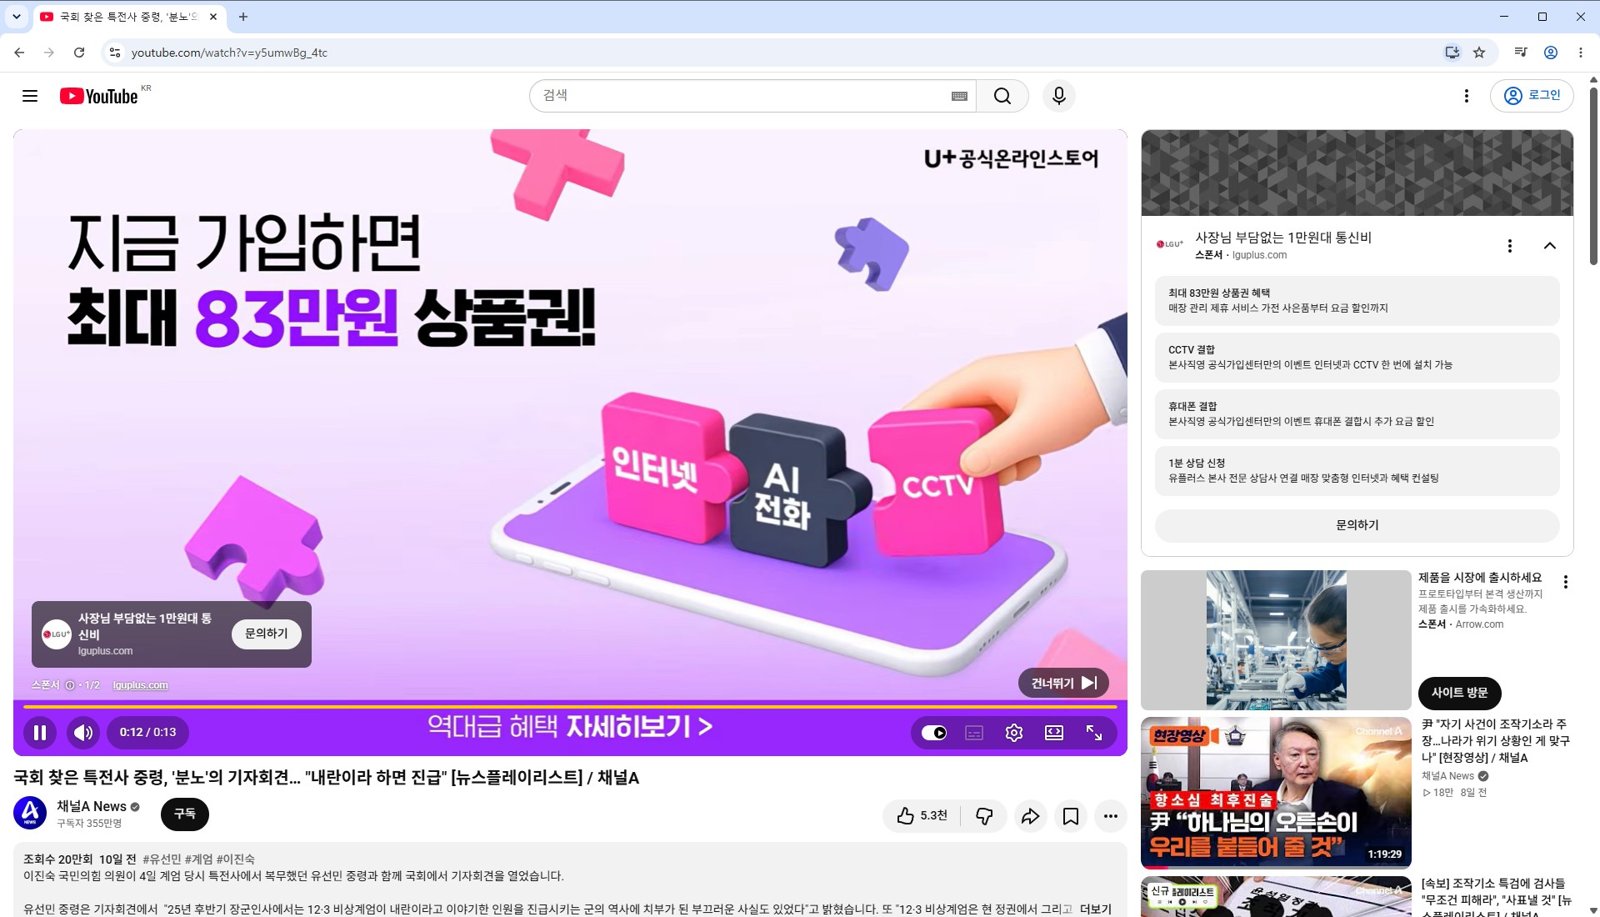 국회 찾은 특전사 중령, '분노'의
youtube.com/watch?v=y5umwBg_4tc
YouTube KR
검색
로그인
U+공식온라인스토어
지금 가입하면
최대 83만원 상품권!
인터넷
AI
전화
CCTV
LGU+
사장님 부담없는 1만원대 통
신비
lguplus.com
문의하기
스폰서 · 1/2 lguplus.com
건너뛰기
0:12 / 0:13
역대급 혜택 자세히보기 >
국회 찾은 특전사 중령, '분노'의 기자회견... "내란이라 하면 진급" [뉴스플레이리스트] / 채널A
NEWS
채널A News
구독자 355만명
구독
5.3천
조회수 20만회 10일 전 #유선민 #계엄 #이진숙
이진숙 국민의힘 의원이 4일 계엄 당시 특전사에서 복무했던 유선민 중령과 함께 국회에서 기자회견을 열었습니다.
유선민 중령은 기자회견에서 "25년 후반기 장군인사에서는 12·3 비상계엄이 내란이라고 이야기한 인원을 진급시키는 군의 역사에 치부가 된 부끄러운 사실도 있었다"고 밝혔습니다. 또 "12·3 비상계엄은 현 정권에서 그리고 더보기
LGU+
사장님 부담없는 1만원대 통신비
스폰서 · lguplus.com
최대 83만원 상품권 혜택
매장 관리 제휴 서비스 가전 사은품부터 요금 할인까지
CCTV 결합
본사직영 공식가입센터만의 이벤트 인터넷과 CCTV 한 번에 설치 가능
휴대폰 결합
본사직영 공식가입센터만의 이벤트 휴대폰 결합시 추가 요금 할인
1분 상담 신청
유플러스 본사 전문 상담사 연결 매장 맞춤형 인터넷과 혜택 컨설팅
문의하기
제품을 시장에 출시하세요
프로토타입부터 본격 생산까지
제품 출시를 가속화하세요.
스폰서 · Arrow.com
사이트 방문
현장영상
Channel A
항소심 최후진술
尹 "하나님의 오른손이
우리를 붙들어 줄 것"
1:19:29
尹 "자기 사건이 조작기소라 주
장...나라가 위기 상황인 게 맞구
나" [현장영상] / 채널A
채널A News
18만 8일 전
신규
플레이리스트
Channel A
[속보] 조작기소 특검에 검사들
"무조건 피해라", "사표낼 것" [뉴
스플레이리스트] / 채널A